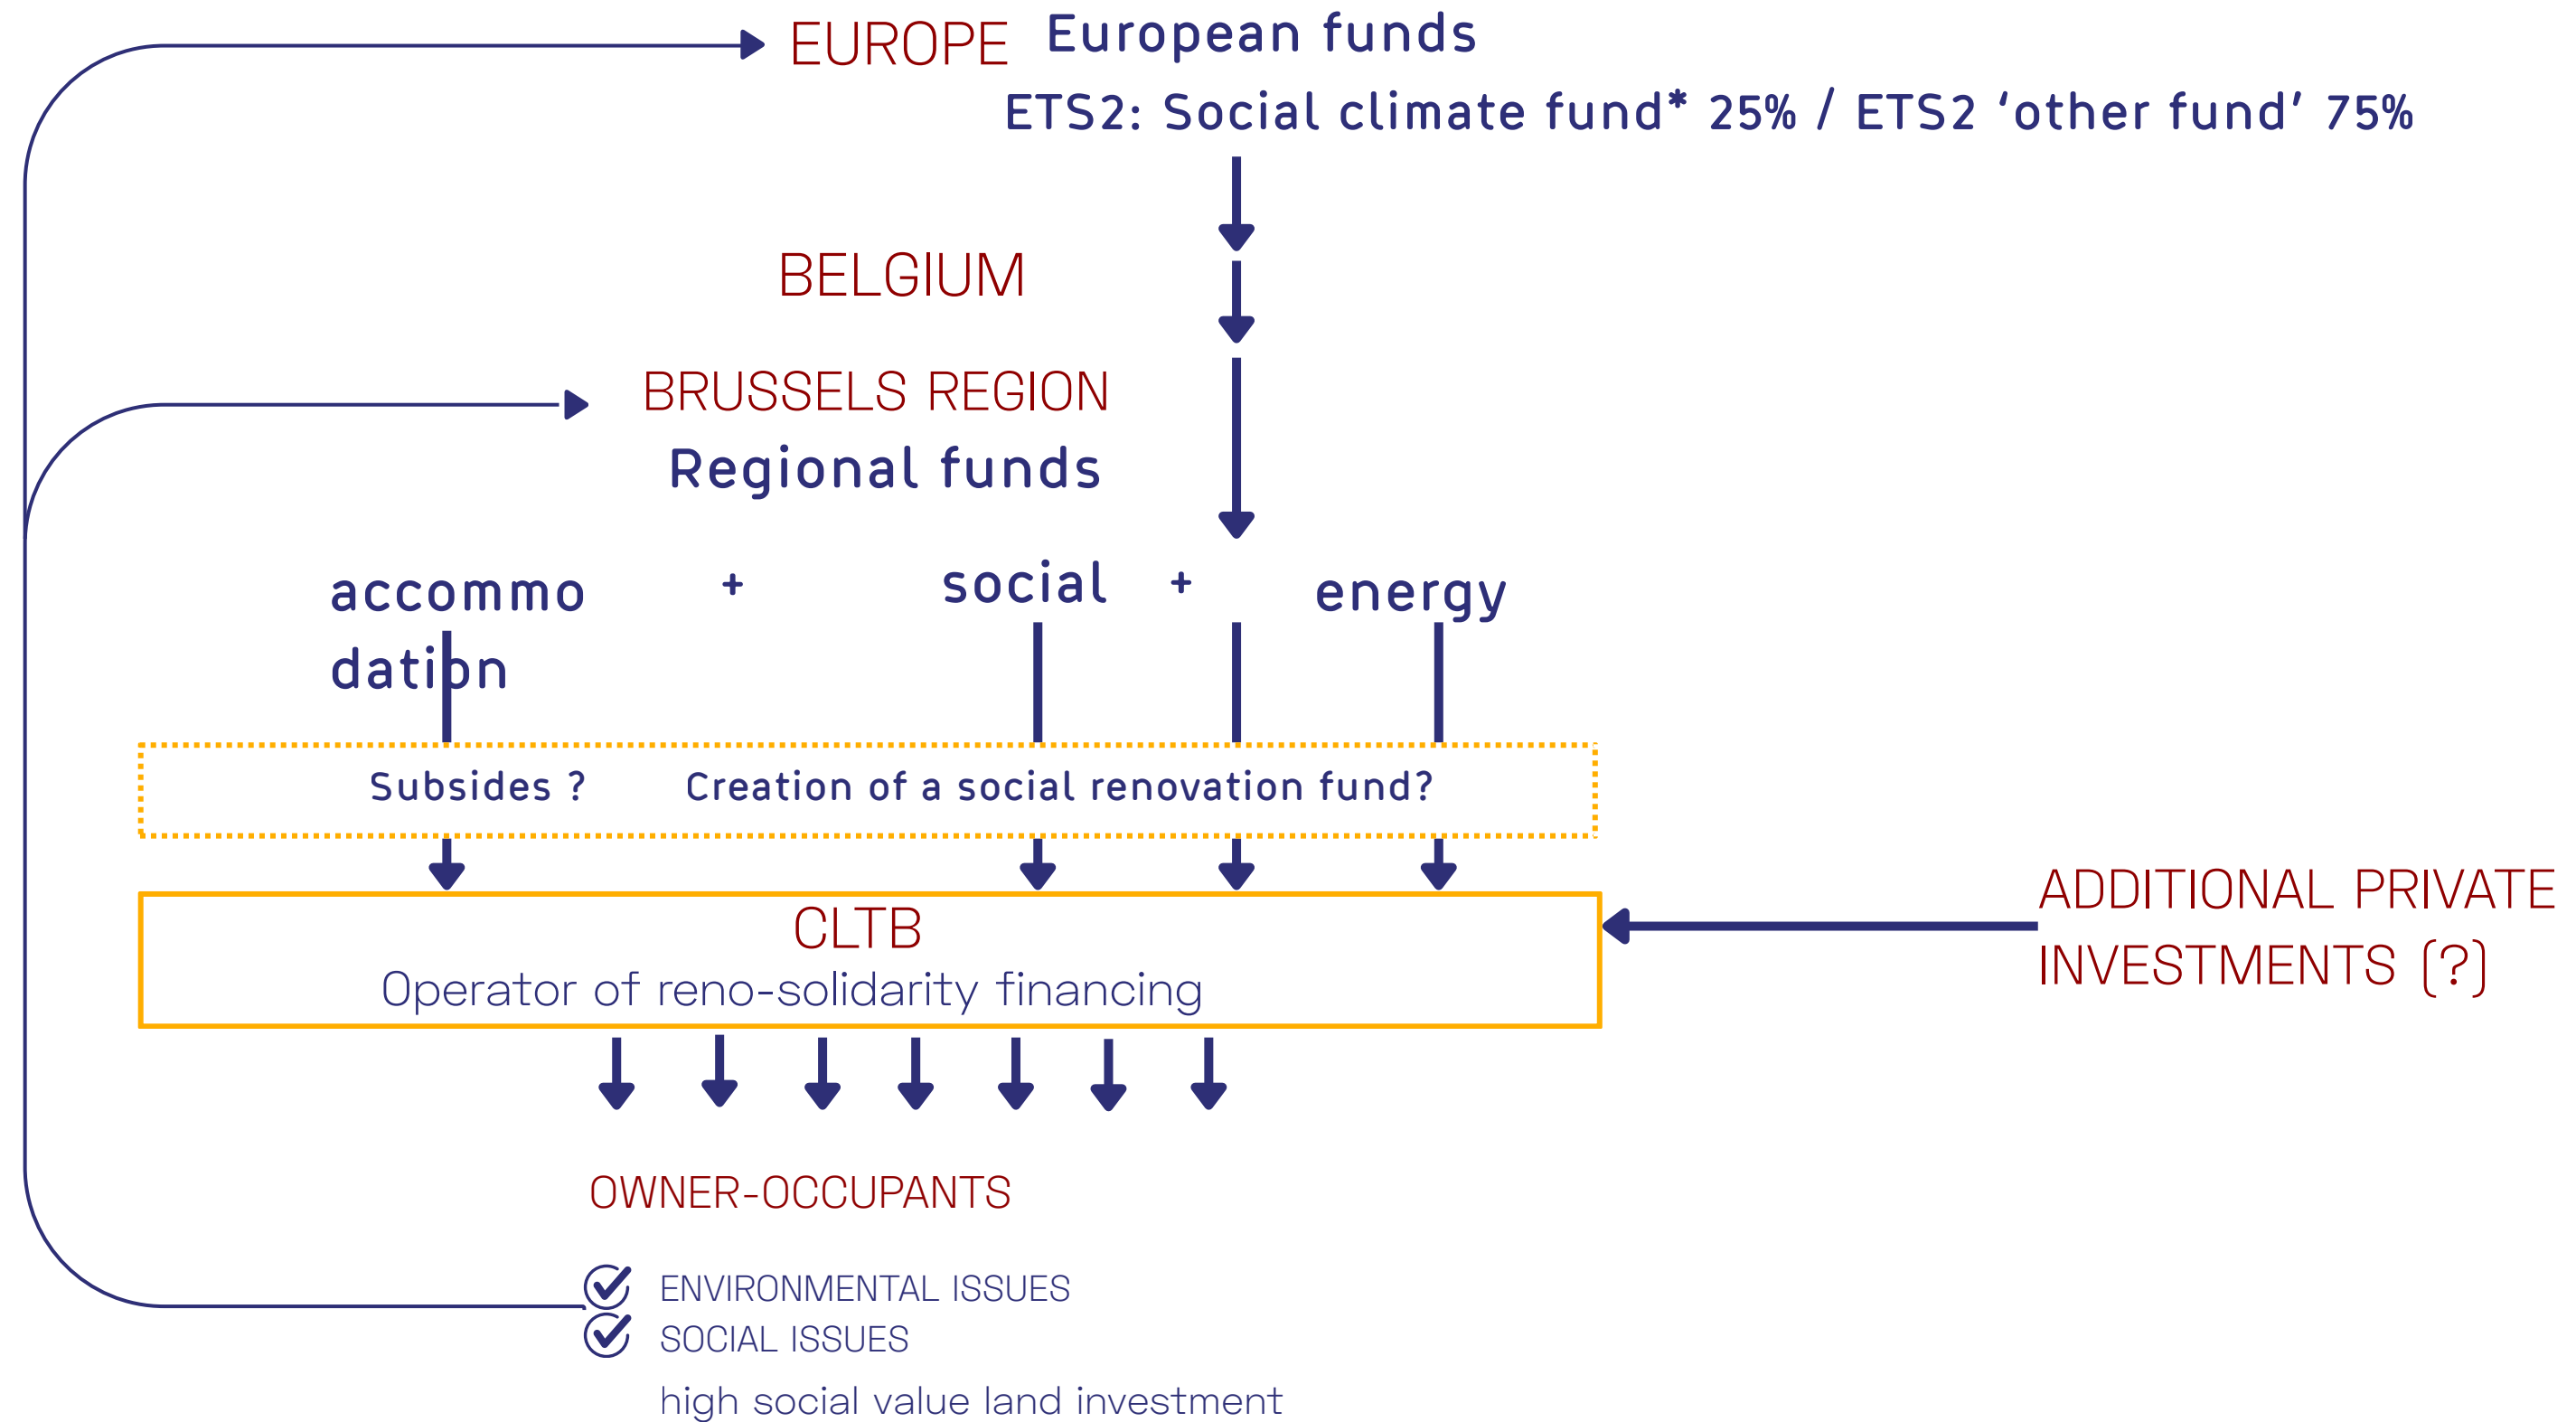 EUROPE European funds
ETS2: Social climate fund* 25% / ETS2 ‘other fund’ 75%
BELGIUM
BRUSSELS REGION
Regional funds
accommo + social + energy
dation
Subsides ? Creation of a social renovation fund?
CLTB
Operator of reno-solidarity financing
ADDITIONAL PRIVATE
INVESTMENTS (?)
OWNER-OCCUPANTS
ENVIRONMENTAL ISSUES
SOCIAL ISSUES
high social value land investment